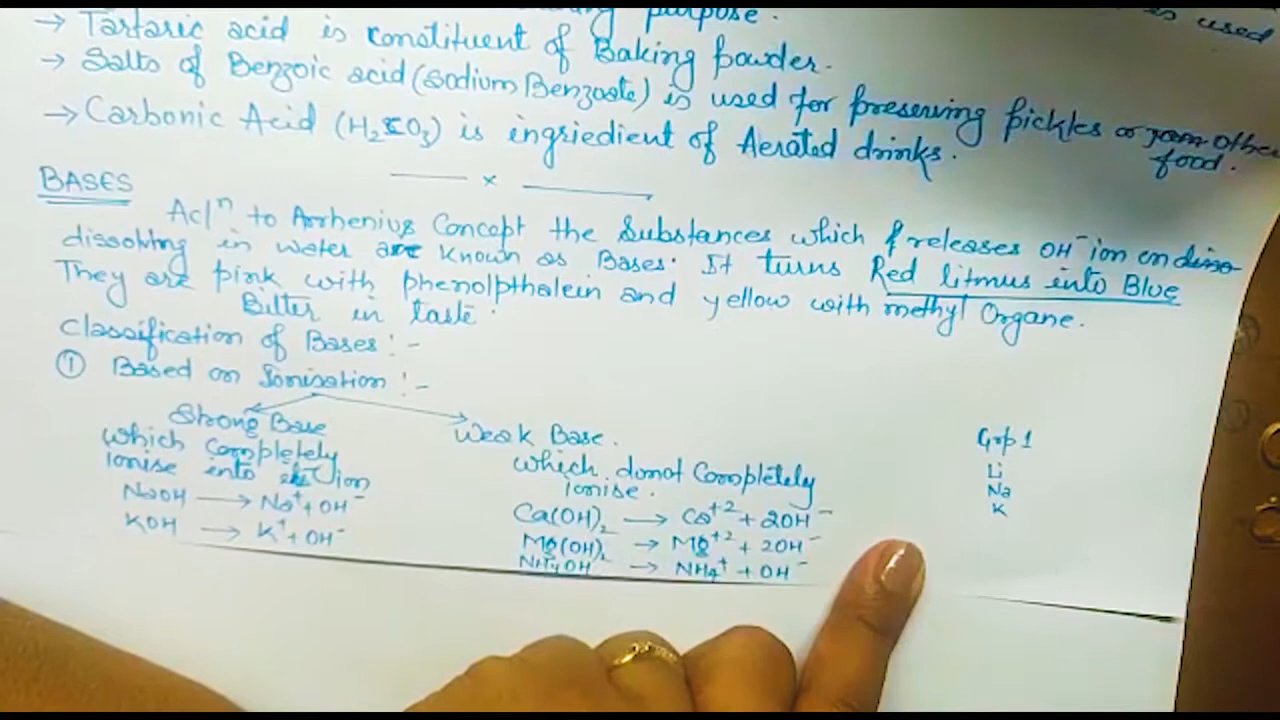 purpose.
is used
→ Tartaric acid is constituent of Baking powder.
→ Salts of Benzoic acid (Sodium Benzoate) is used for preserving pickles or other food.
→ Carbonic Acid (H₂CO₃) is ingriedient of Aerated drinks.
BASES
Ac/ⁿ to Arrhenius Concept the Substances which releases OH⁻ ion on disso-
dissolving in water are known as Bases. It turns Red litmus into Blue
They are pink with phenolpthalein and yellow with methyl Organe.
Bitter in taste.
Classification of Bases :-
① Based on Ionisation :-
Strong Base
which Completely
Ionise into ion
NaOH → Na⁺ + OH⁻
KOH → K⁺ + OH⁻
Weak Base.
which donot Completely
ionise.
Ca(OH)₂ → Ca⁺² + 2OH⁻
Mg(OH)₂ → Mg⁺² + 2OH⁻
NH4OH → NH₄⁺ + OH⁻
Grp 1
Li
Na
K